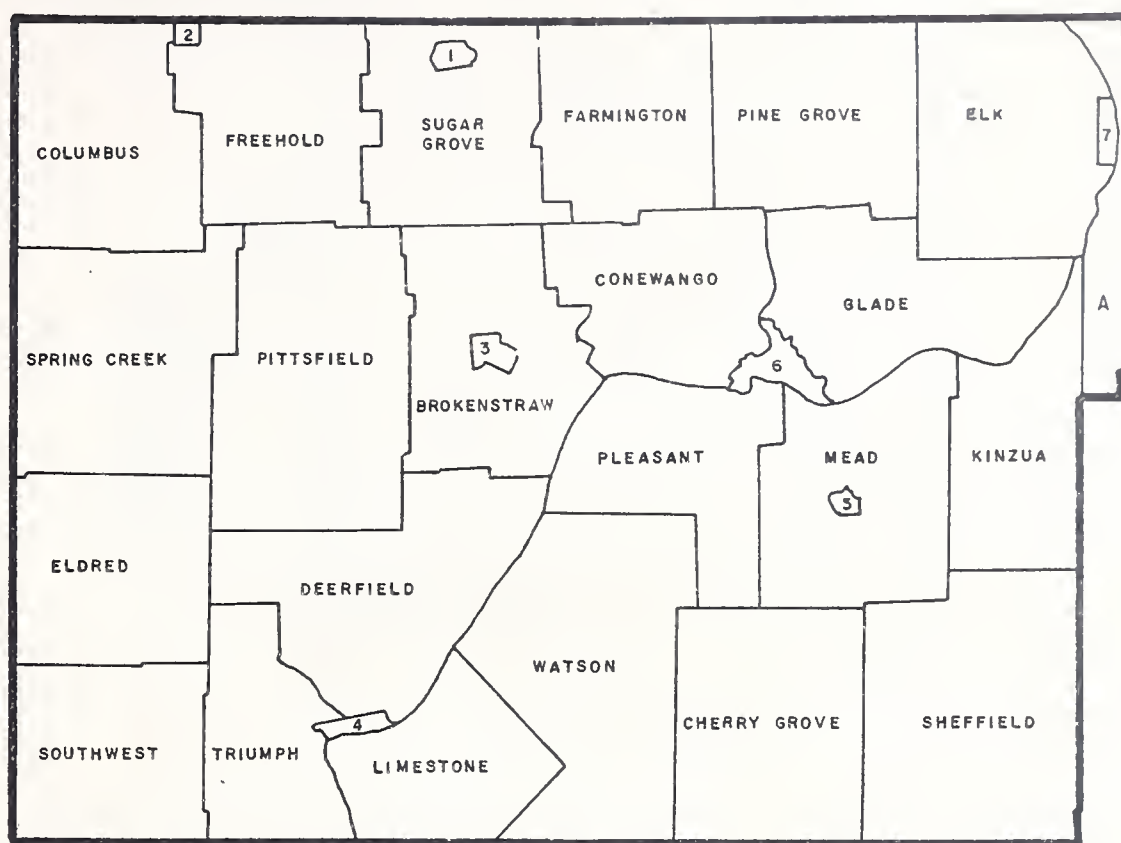 2
1
COLUMBUS
FREEHOLD
SUGAR
GROVE
FARMINGTON
PINE GROVE
ELK
7
SPRING CREEK
PITTSFIELD
3
BROKENSTRAW
CONEWANGO
GLADE
A
6
PLEASANT
MEAD
KINZUA
5
ELDRED
DEERFIELD
WATSON
SOUTHWEST
TRIUMPH
4
LIMESTONE
CHERRY GROVE
SHEFFIELD